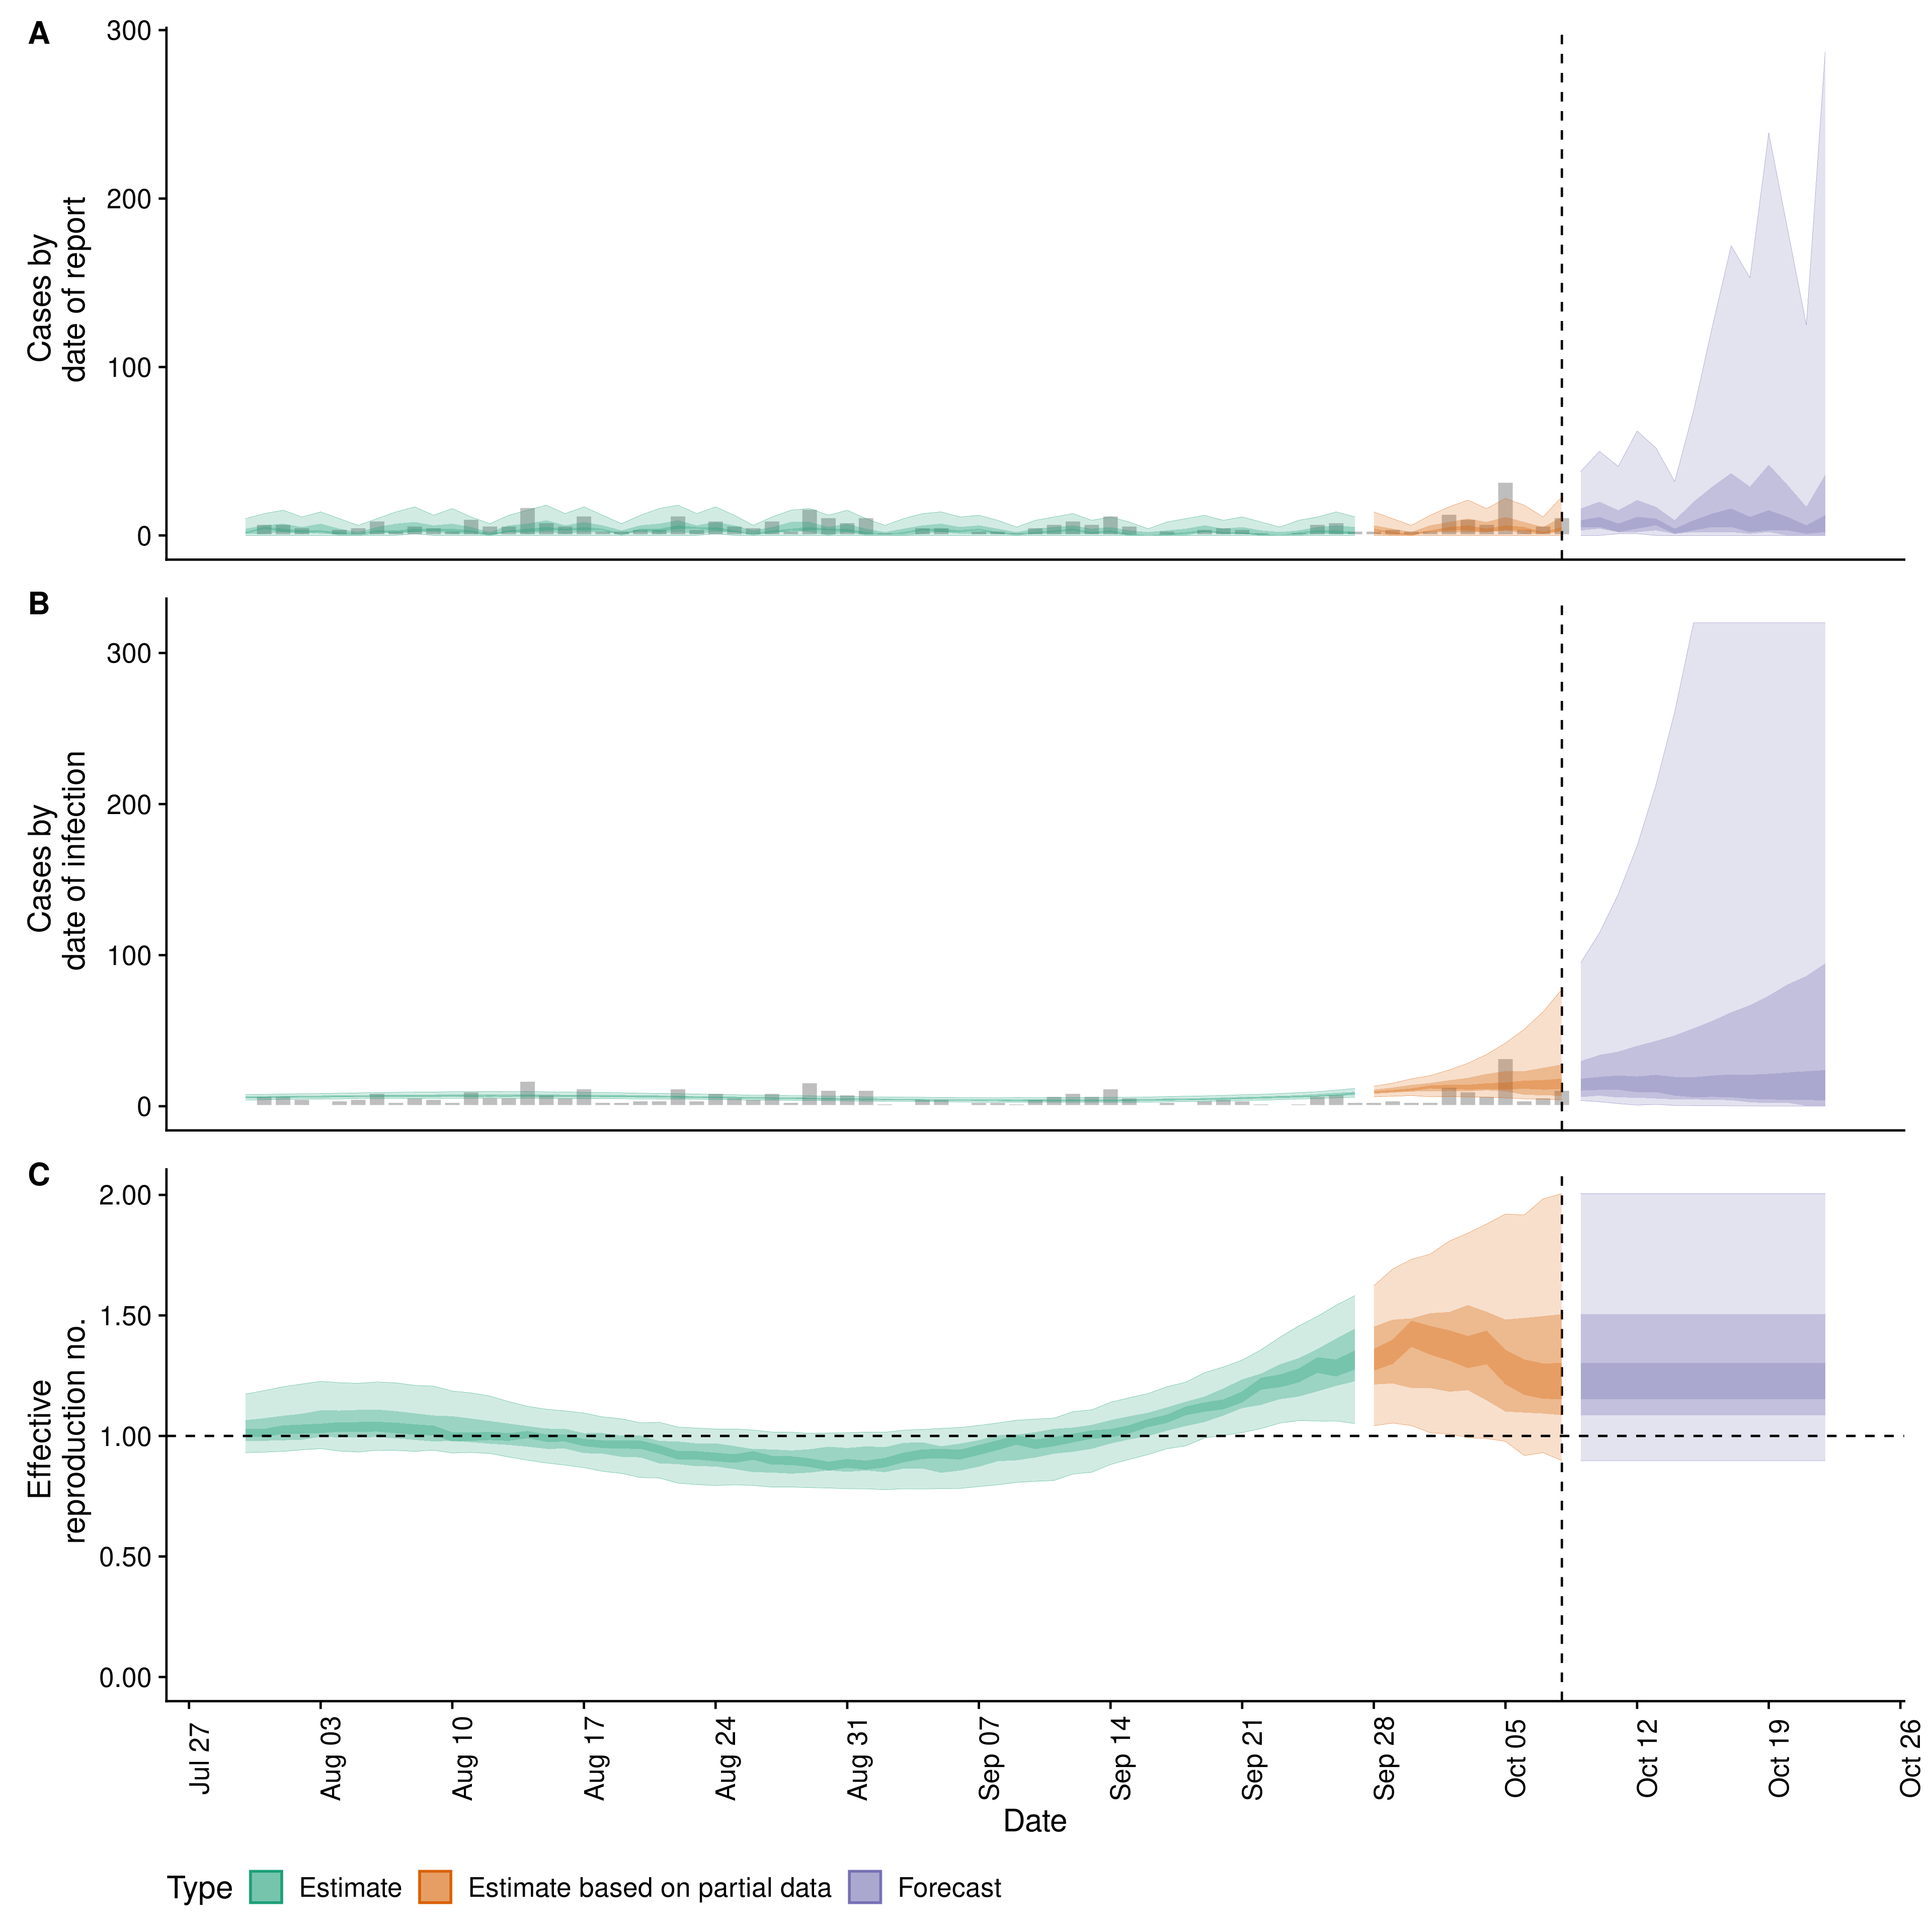 A
300
200
100
0
Cases by
date of report
B
300
200
100
0
Cases by
date of infection
C
2.00
1.50
1.00
0.50
0.00
Effective
reproduction no.
Jul 27
Aug 03
Aug 10
Aug 17
Aug 24
Aug 31
Sep 07
Sep 14
Sep 21
Sep 28
Oct 05
Oct 12
Oct 19
Oct 26
Date
Type Estimate Estimate based on partial data Forecast